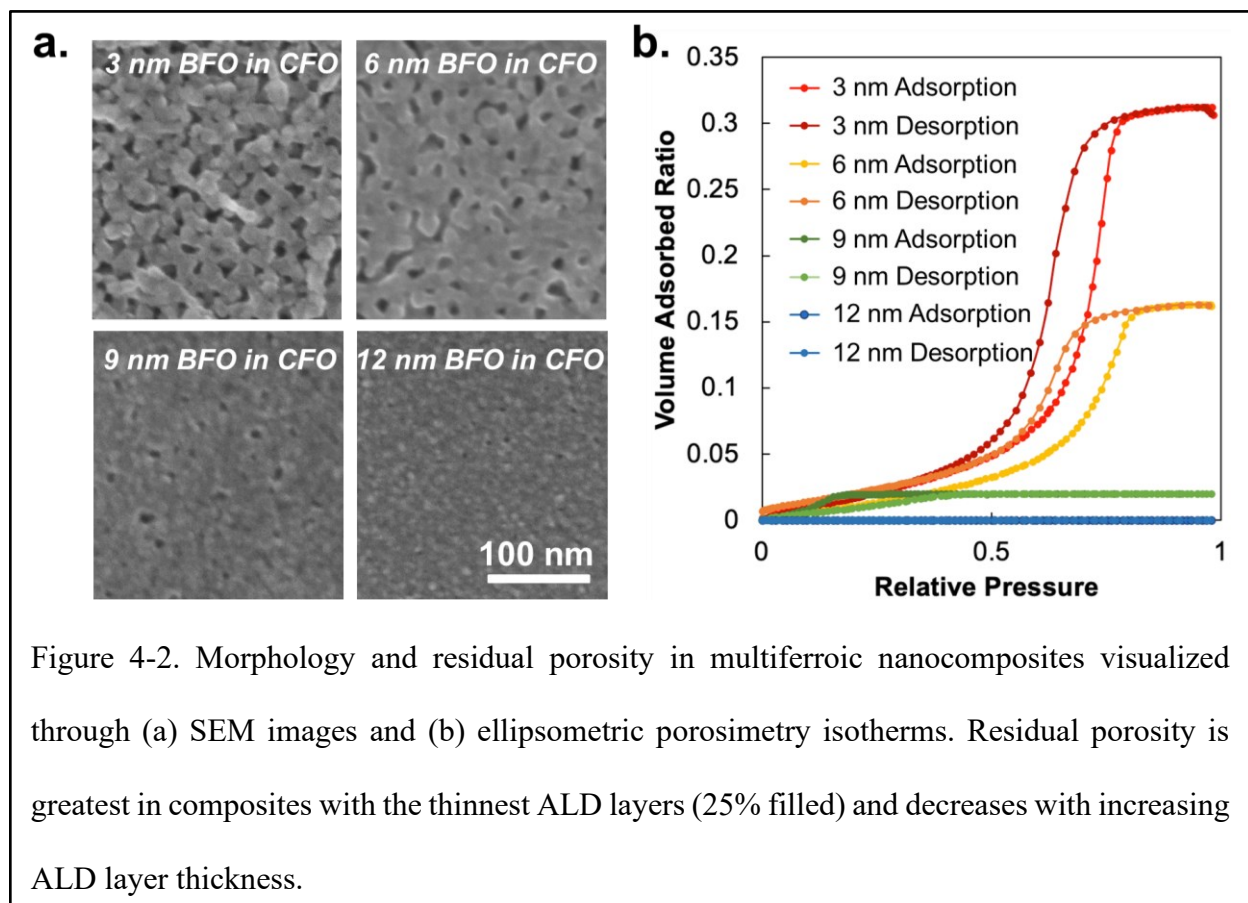 a.
3 nm BFO in CFO
6 nm BFO in CFO
9 nm BFO in CFO
12 nm BFO in CFO
100 nm
b.
0.35
0.3
0.25
0.2
0.15
0.1
0.05
0
Volume Adsorbed Ratio
3 nm Adsorption
3 nm Desorption
6 nm Adsorption
6 nm Desorption
9 nm Adsorption
9 nm Desorption
12 nm Adsorption
12 nm Desorption
0
0.5
1
Relative Pressure
Figure 4-2. Morphology and residual porosity in multiferroic nanocomposites visualized
through (a) SEM images and (b) ellipsometric porosimetry isotherms. Residual porosity is
greatest in composites with the thinnest ALD layers (25% filled) and decreases with increasing
ALD layer thickness.